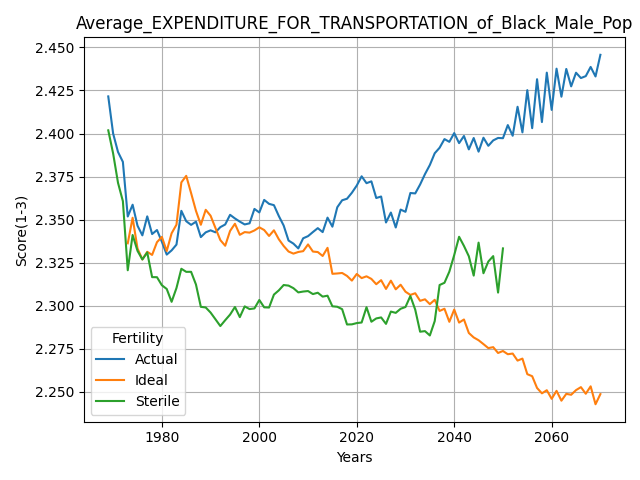 Average_EXPENDITURE_FOR_TRANSPORTATION_of_Black_Male_Pop
Score(1-3)
2.450
2.425
2.400
2.375
2.350
2.325
2.300
2.275
2.250
Fertility
Actual
Ideal
Sterile
1980 2000 2020 2040 2060
Years